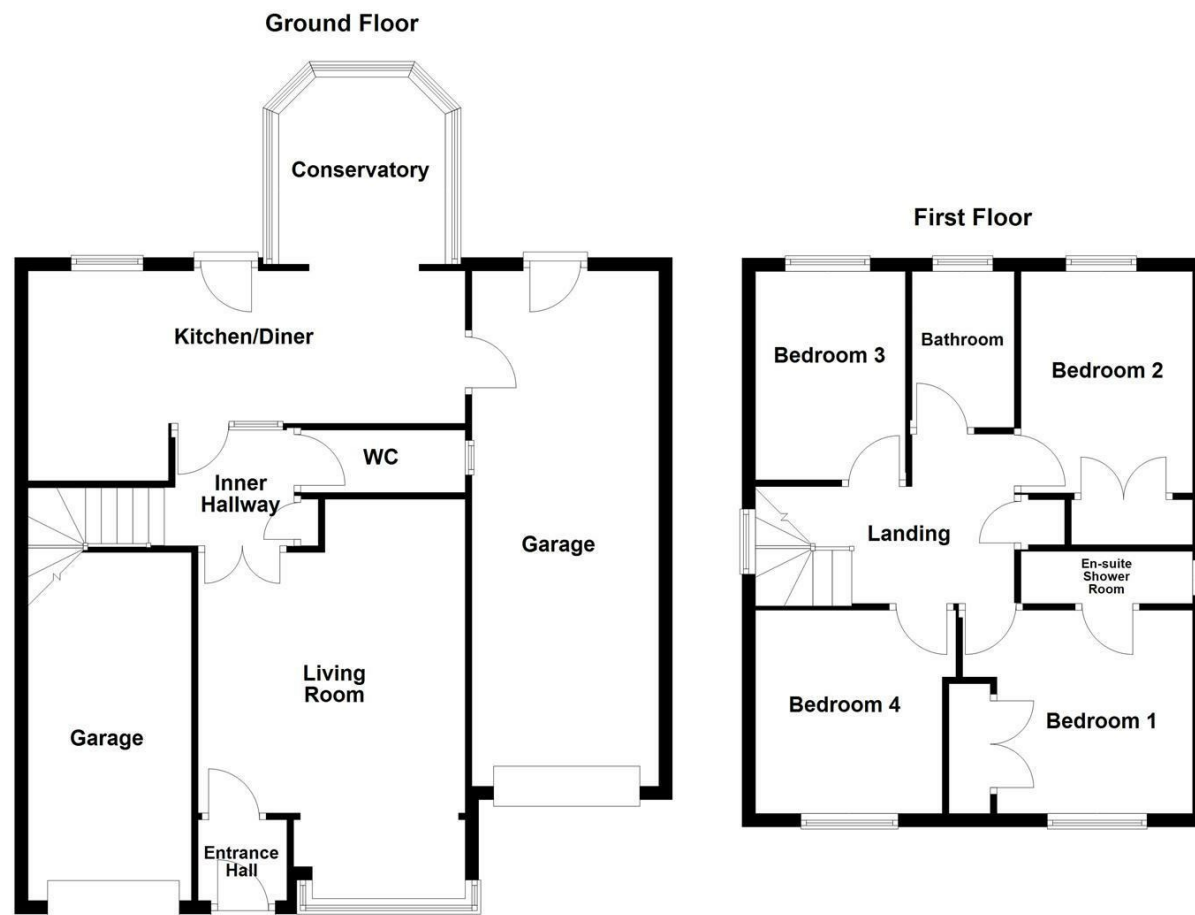 Ground Floor
Conservatory
Kitchen/Diner
WC
Inner
Hallway
Garage
Living
Room
Garage
Entrance
Hall
First Floor
Bedroom 3
Bathroom
Bedroom 2
Landing
En-suite
Shower
Room
Bedroom 4
Bedroom 1